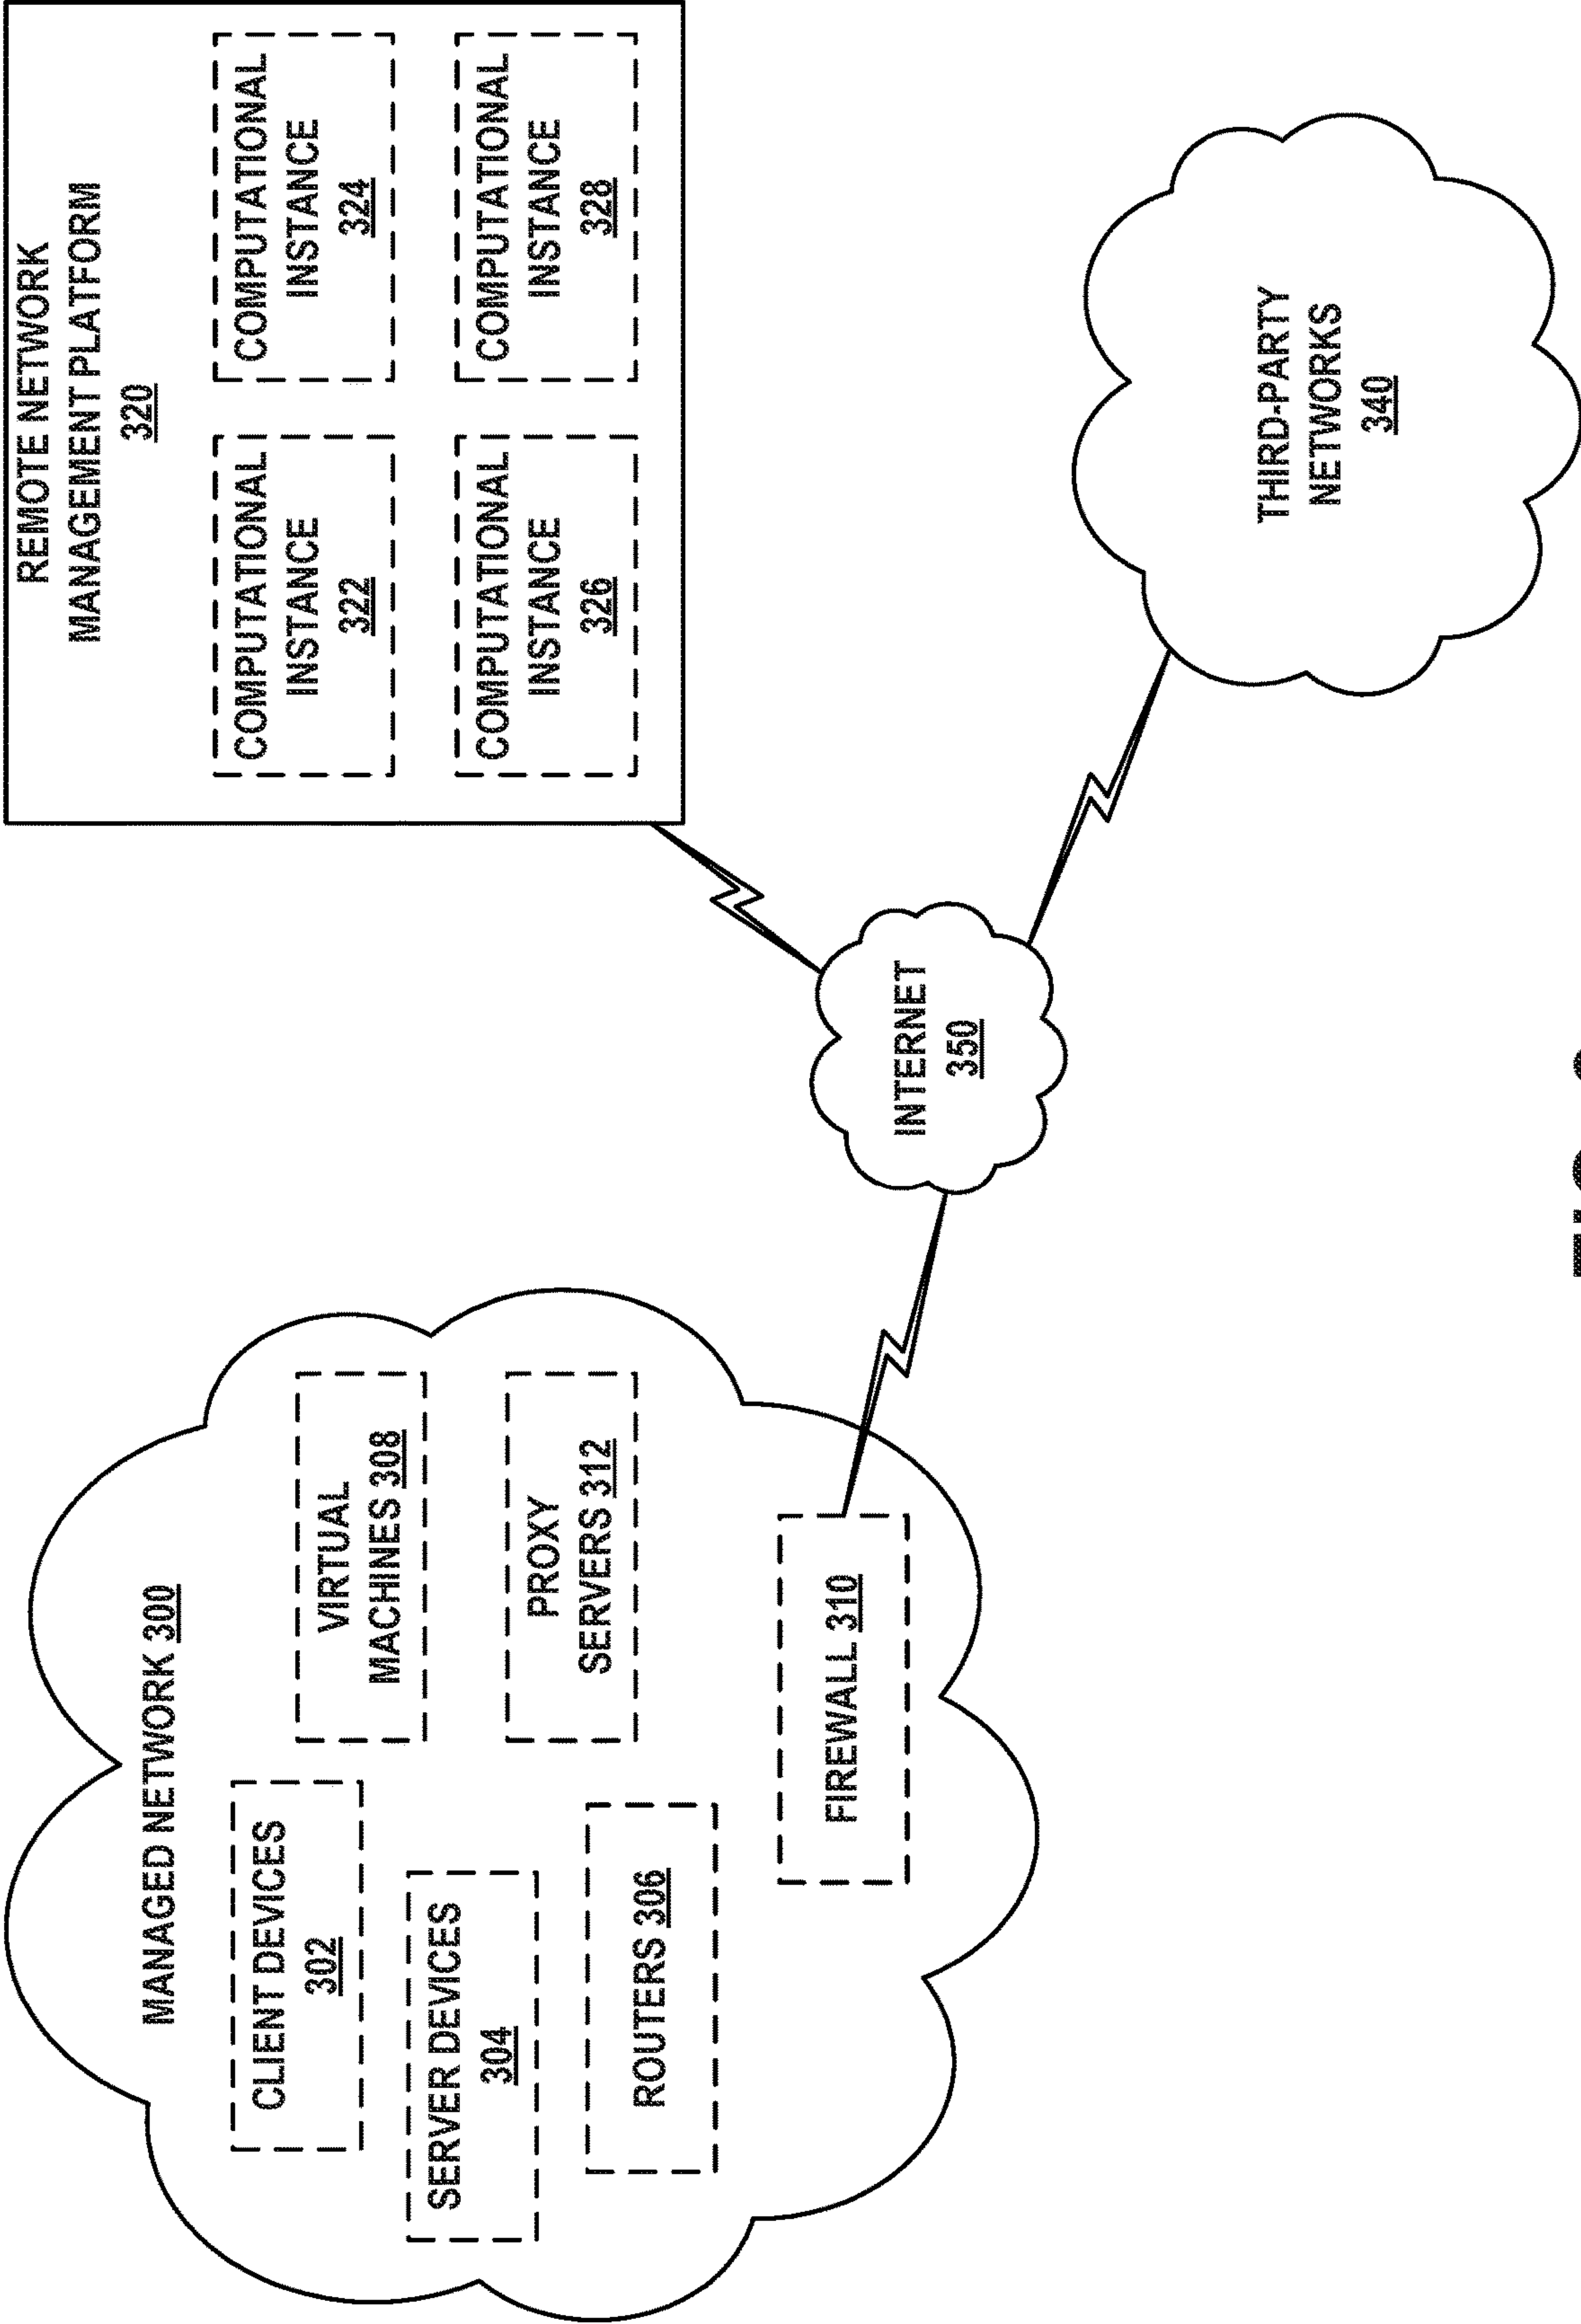 MANAGED NETWORK 300
CLIENT DEVICES
302
VIRTUAL
MACHINES 308
SERVER DEVICES
304
PROXY
SERVERS 312
ROUTERS 306
FIREWALL 310
INTERNET
350
REMOTE NETWORK
MANAGEMENT PLATFORM
320
COMPUTATIONAL
INSTANCE
322
COMPUTATIONAL
INSTANCE
324
COMPUTATIONAL
INSTANCE
326
COMPUTATIONAL
INSTANCE
328
THIRD-PARTY
NETWORKS
340